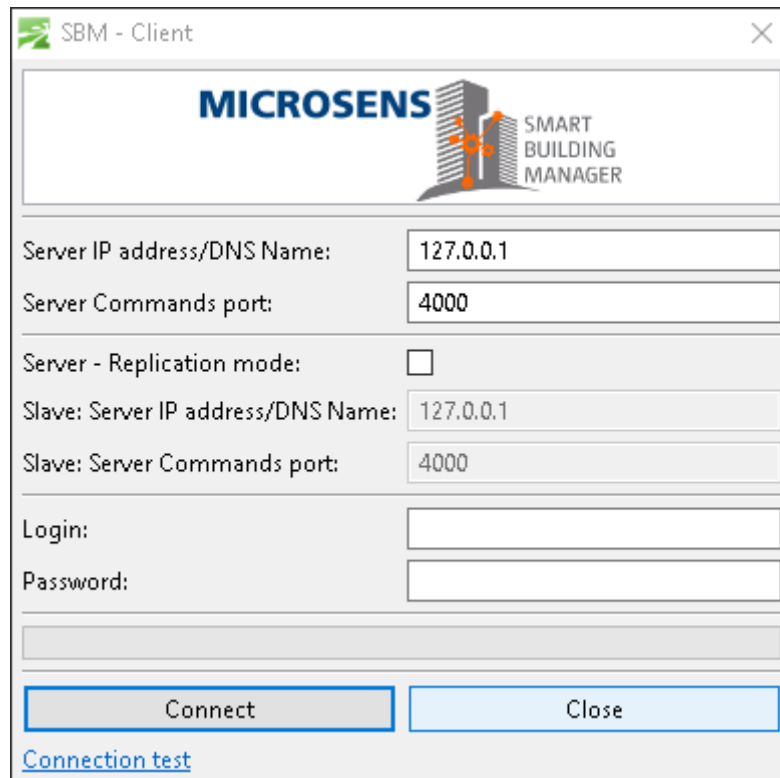 SBM - Client
MICROSENS
SMART
BUILDING
MANAGER
Server IP address/DNS Name: 127.0.0.1
Server Commands port: 4000
Server - Replication mode:
Slave: Server IP address/DNS Name: 127.0.0.1
Slave: Server Commands port: 4000
Login:
Password:
Connect Close
Connection test